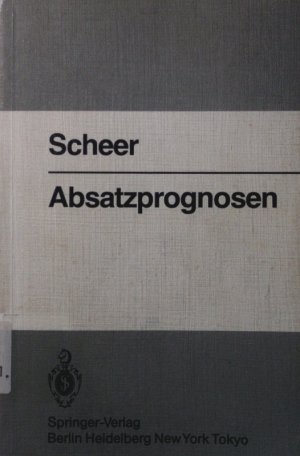 Scheer
Absatzprognosen
Springer-Verlag
Berlin Heidelberg New York Tokyo